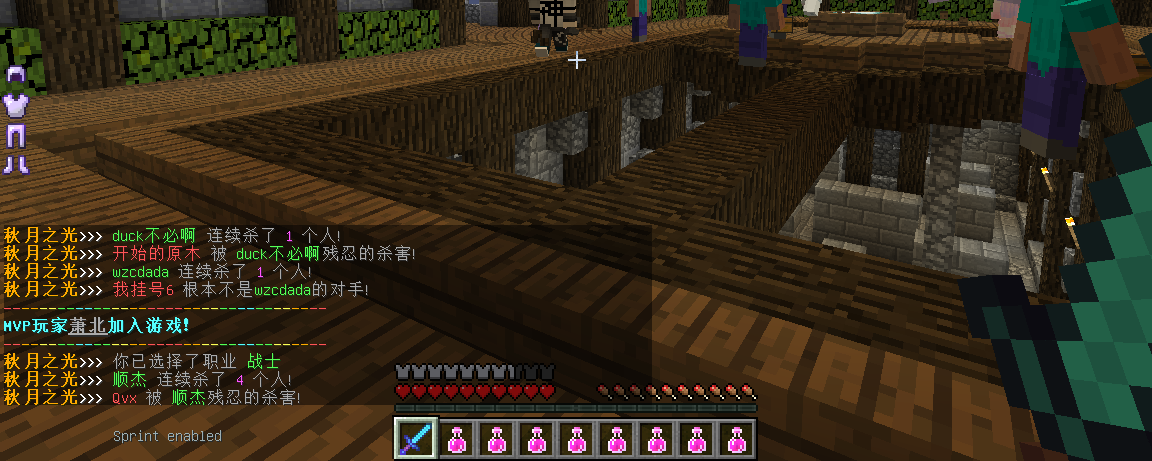 秋月之光>>> duck不必啊 连续杀了 1 个人!
秋月之光>>> 开始的原木 被 duck不必啊残忍的杀害!
秋月之光>>> wzcdada 连续杀了 1 个人!
秋月之光>>> 我挂号6 根本不是wzcdada的对手!
MVP玩家萧北加入游戏!
秋月之光>>> 你已选择了职业 战士
秋月之光>>> 顺杰 连续杀了 4 个人!
秋月之光>>> Qvx 被 顺杰残忍的杀害!
Sprint enabled